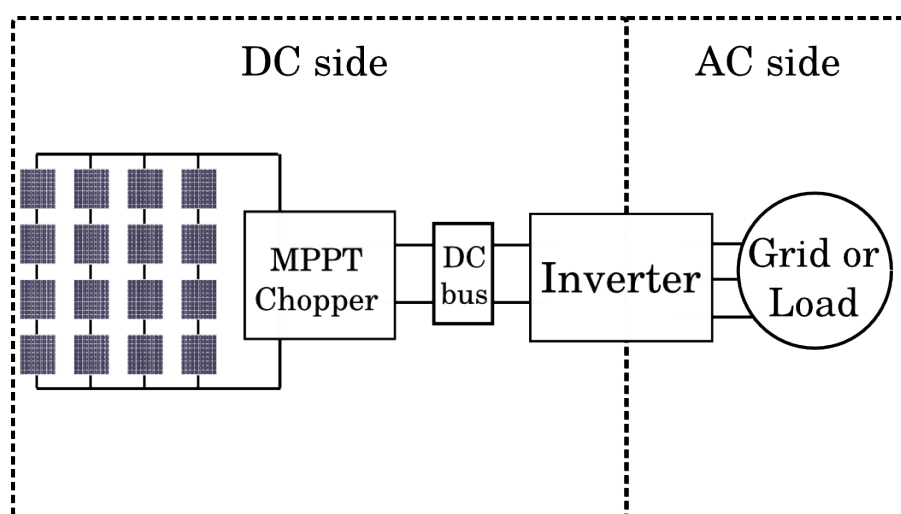 DC side
AC side
MPPT
Chopper
DC
bus
Inverter
Grid or
Load